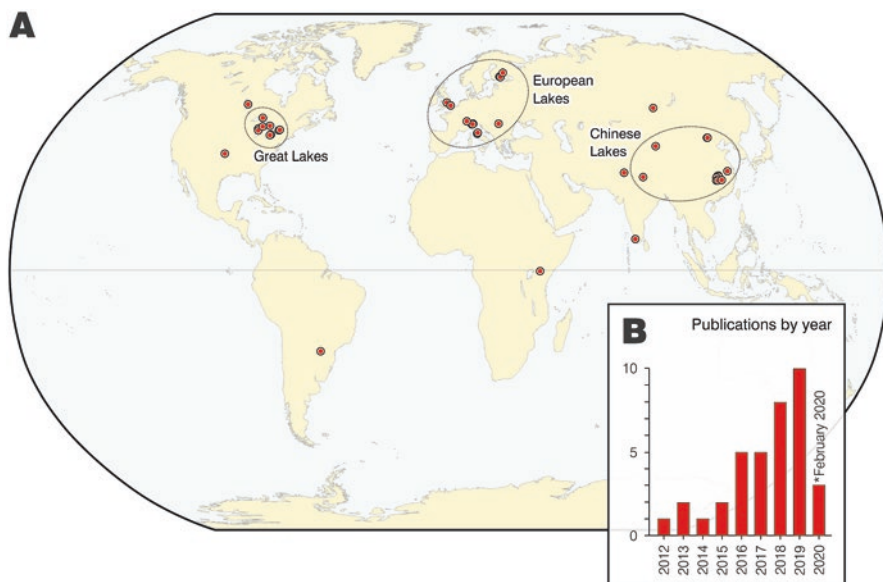 A
European
Lakes
Chinese
Lakes
Great Lakes
B
Publications by year
10
5
0
*February 2020
2012
2013
2014
2015
2016
2017
2018
2019
2020